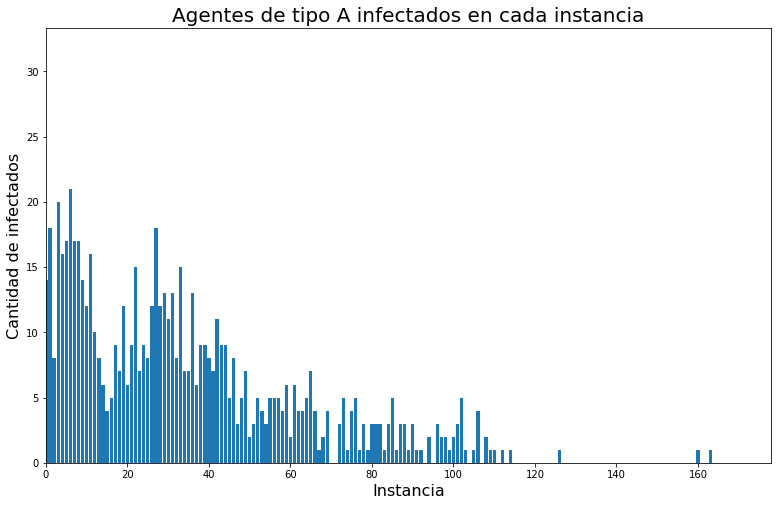 Agentes de tipo A infectados en cada instancia
Cantidad de infectados
30
25
20
15
10
5
0
0 20 40 60 80 100 120 140 160
Instancia